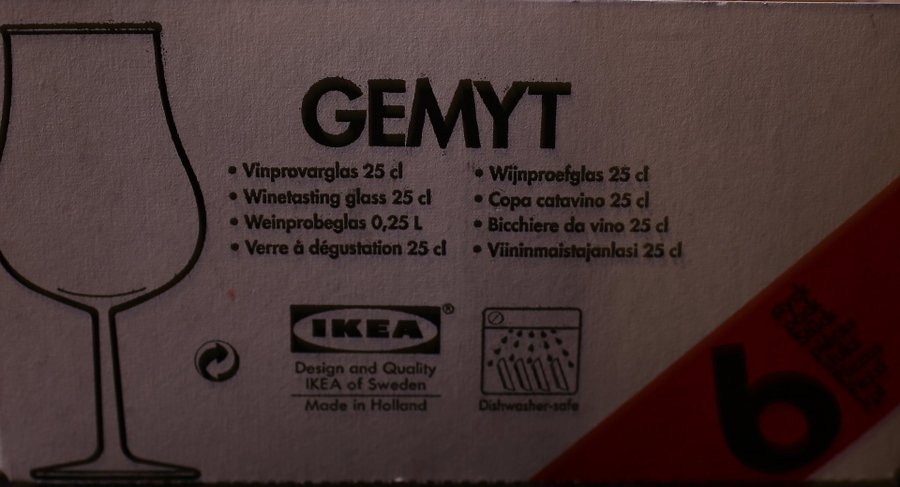 GEMYT
• Vinprovarglas 25 cl
• Winetasting glass 25 cl
• Weinprobeglas 0,25 L
• Verre à dégustation 25 cl
• Wijnproefglas 25 cl
• Copa catavino 25 cl
• Bicchiere da vino 25 cl
• Viininmaistajanlasi 25 cl
IKEA®
Design and Quality
IKEA of Sweden
Made in Holland
Dishwasher-safe
6